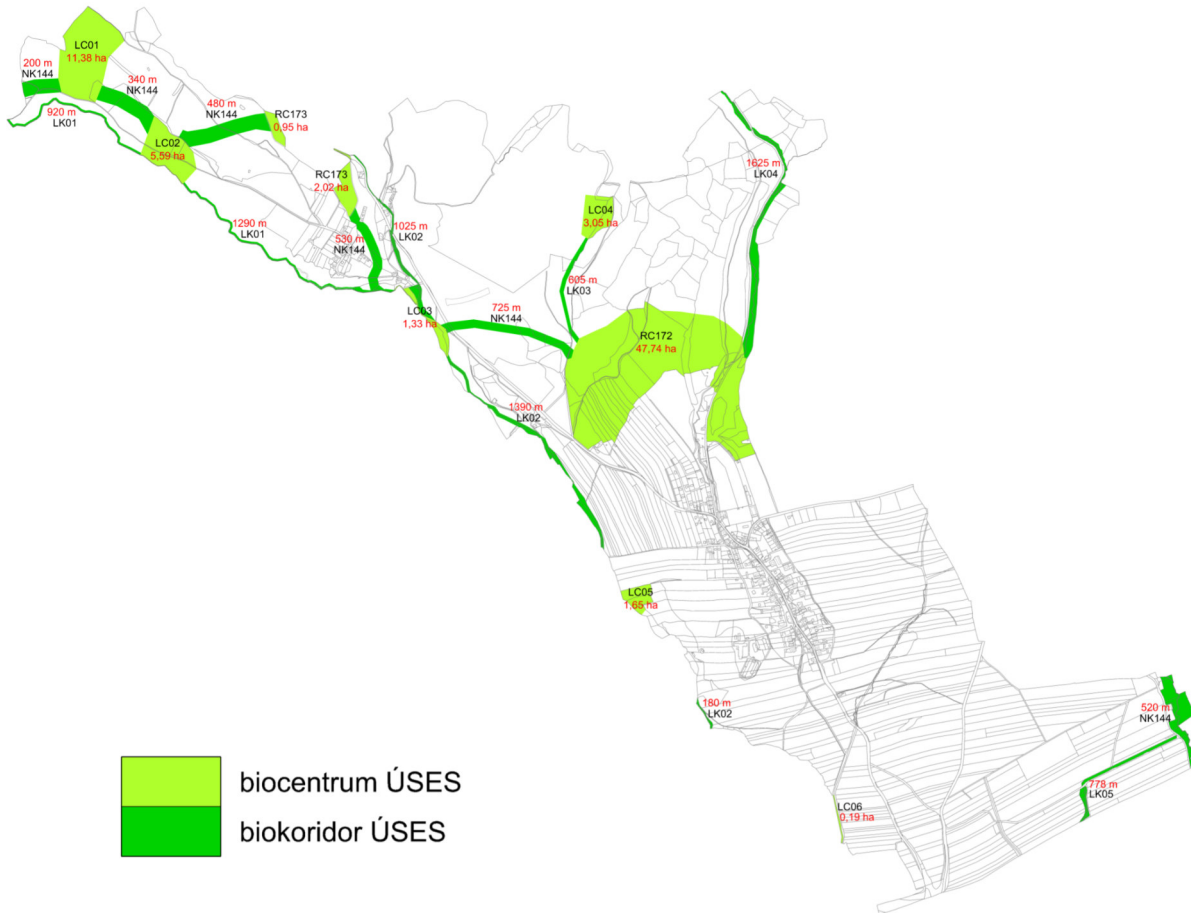 LC01
11,38 ha
200 m
NK144
340 m
NK144
480 m
NK144
920 m
LK01
RC173
0,95 ha
LC02
5,59 ha
RC173
2,02 ha
1625 m
LK04
LC04
3,05 ha
1290 m
LK01
1025 m
LK02
530 m
NK144
605 m
LK03
LC03
1,33 ha
725 m
NK144
RC172
47,74 ha
1390 m
LK02
LC05
1,65 ha
180 m
LK02
520 m
NK144
778 m
LK05
LC06
0,19 ha
biocentrum ÚSES
biokoridor ÚSES